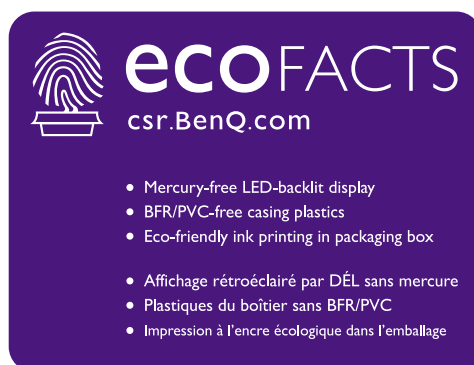 ecoFACTS
csr.BenQ.com
• Mercury-free LED-backlit display
• BFR/PVC-free casing plastics
• Eco-friendly ink printing in packaging box
• Affichage rétroéclairé par DÉL sans mercure
• Plastiques du boîtier sans BFR/PVC
• Impression à l'encre écologique dans l'emballage